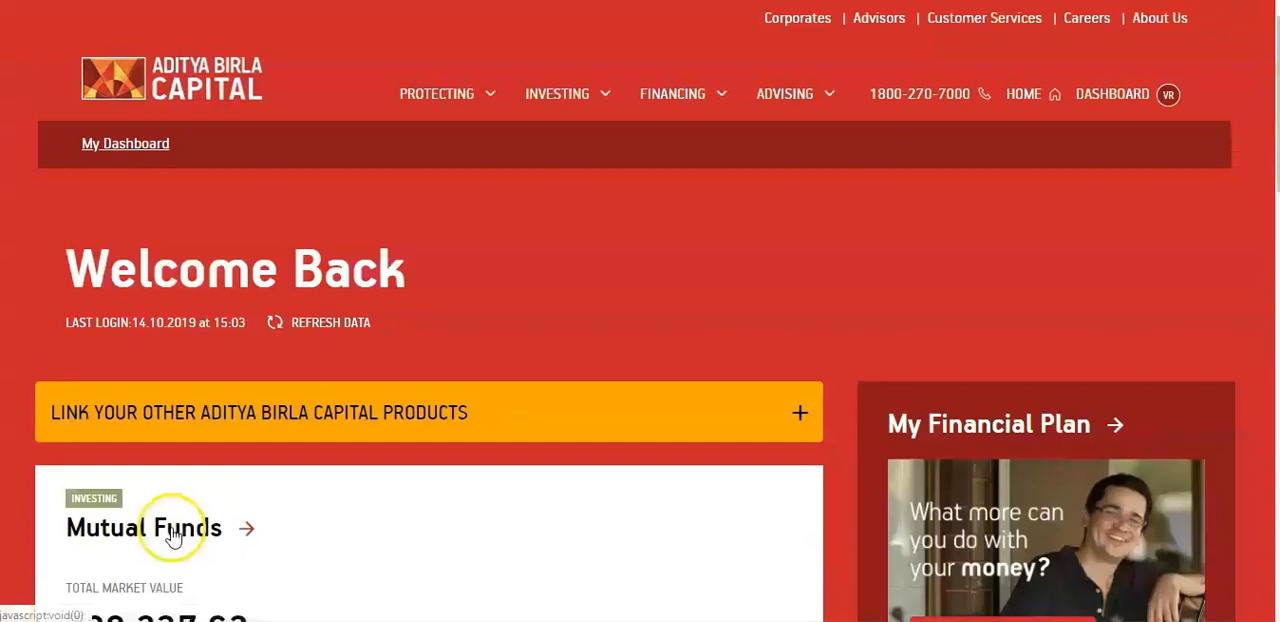 Corporates | Advisors | Customer Services | Careers | About Us
ADITYA BIRLA
CAPITAL
PROTECTING INVESTING FINANCING ADVISING 1800-270-7000 HOME DASHBOARD VR
My Dashboard
Welcome Back
LAST LOGIN:14.10.2019 at 15:03 REFRESH DATA
LINK YOUR OTHER ADITYA BIRLA CAPITAL PRODUCTS +
My Financial Plan
INVESTING
Mutual Funds
TOTAL MARKET VALUE
What more can
you do with
your money?
javascript:void(0)